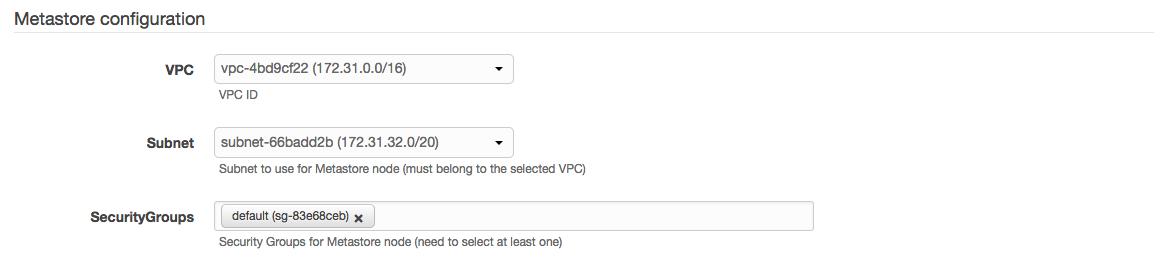 Metastore configuration
VPC
vpc-4bd9cf22 (172.31.0.0/16)
VPC ID
Subnet
subnet-66badd2b (172.31.32.0/20)
Subnet to use for Metastore node (must belong to the selected VPC)
SecurityGroups
default (sg-83e68ceb) ×
Security Groups for Metastore node (need to select at least one)